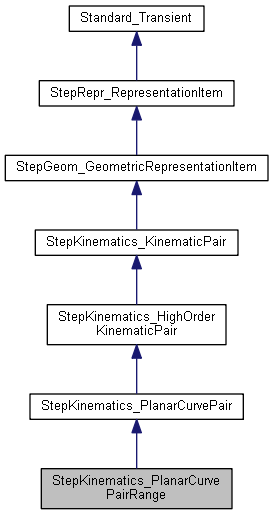 Standard_Transient
StepRepr_RepresentationItem
StepGeom_GeometricRepresentationItem
StepKinematics_KinematicPair
StepKinematics_HighOrder
KinematicPair
StepKinematics_PlanarCurvePair
StepKinematics_PlanarCurve
PairRange